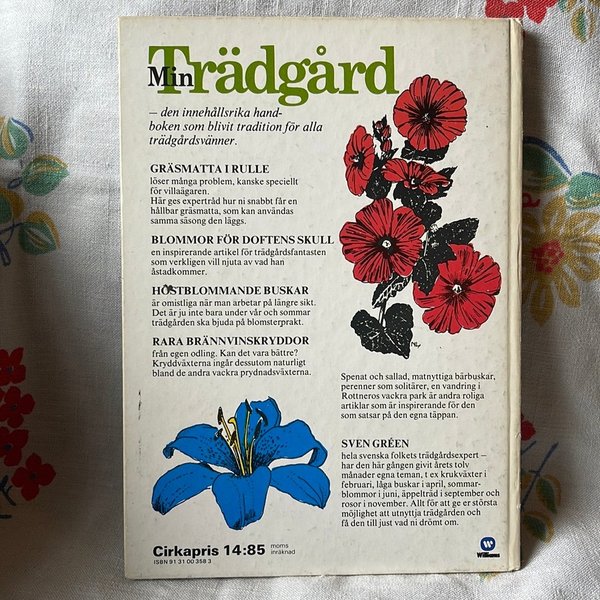 Min Trädgård
– den innehållsrika hand-
boken som blivit tradition för alla
trädgårdsvänner.
GRÄSMATTA I RULLE
löser många problem, kanske speciellt
för villaägaren.
Här ges expertråd hur ni snabbt får en
hållbar gräsmatta, som kan användas
samma säsong den läggs.
BLOMMOR FÖR DOFTENS SKULL
en inspirerande artikel för trädgårdsfantasten
som verkligen vill njuta av vad han
åstadkommer.
HÖSTBLOMMANDE BUSKAR
är omistliga när man arbetar på längre sikt.
Det är ju inte bara under vår och sommar
trädgården ska bjuda på blomsterprakt.
RARA BRÄNNVINSKRYDDOR
från egen odling. Kan det vara bättre?
Kryddväxterna ingår dessutom naturligt
bland de andra vackra prydnadsväxterna.
Spenat och sallad, matnyttiga bärbuskar,
perenner som solitärer, en vandring i
Rottneros vackra park är andra roliga
artiklar som är inspirerande för den
som satsar på den egna täppan.
SVEN GRÉEN
hela svenska folkets trädgårdsexpert –
har den här gången givit årets tolv
månader egna teman, t ex krukväxter i
februari, låga buskar i april, sommar-
blommor i juni, äppelträd i september och
rosor i november. Allt för att ge er största
möjlighet att utnyttja trädgården och
få den till just vad ni drömt om.
Cirkapris 14:85 moms
inräknad
ISBN 91 31 00 358 3
Williams